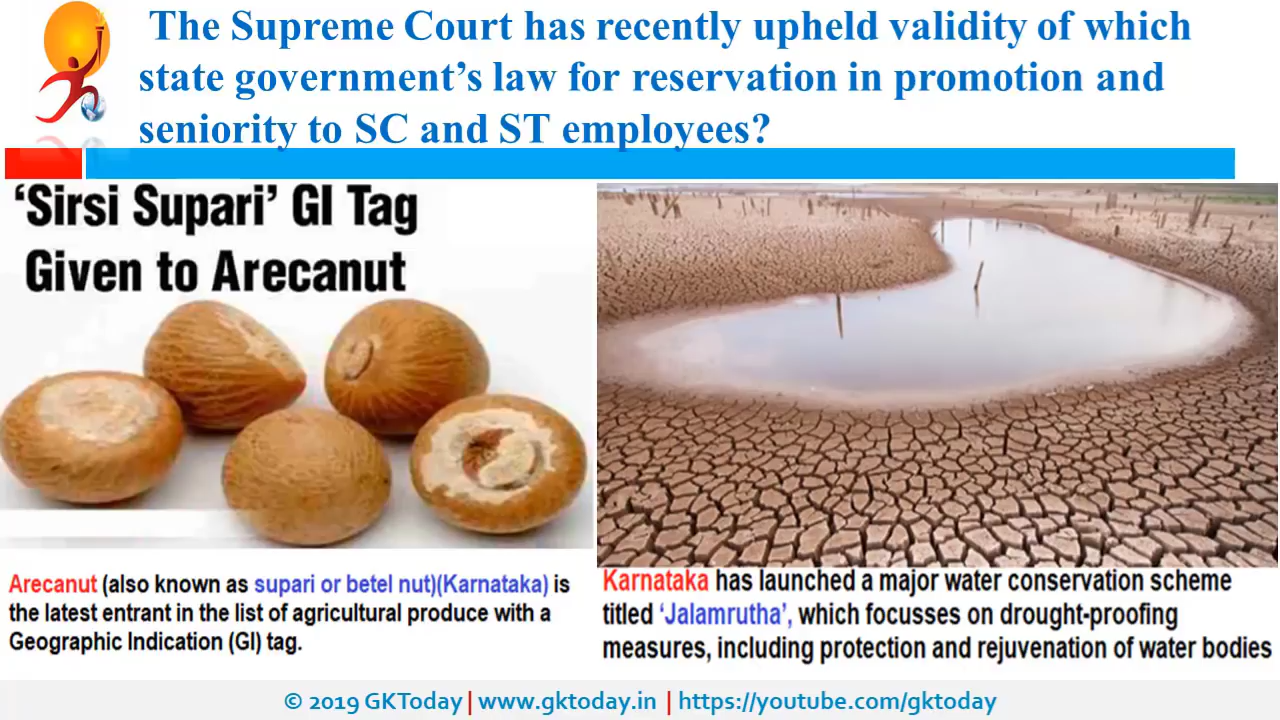 The Supreme Court has recently upheld validity of which
state government’s law for reservation in promotion and
seniority to SC and ST employees?
‘Sirsi Supari’ GI Tag
Given to Arecanut
Arecanut (also known as supari or betel nut)(Karnataka) is
the latest entrant in the list of agricultural produce with a
Geographic Indication (GI) tag.
Karnataka has launched a major water conservation scheme
titled ‘Jalamrutha’, which focusses on drought-proofing
measures, including protection and rejuvenation of water bodies
© 2019 GKToday | www.gktoday.in | https://youtube.com/gktoday